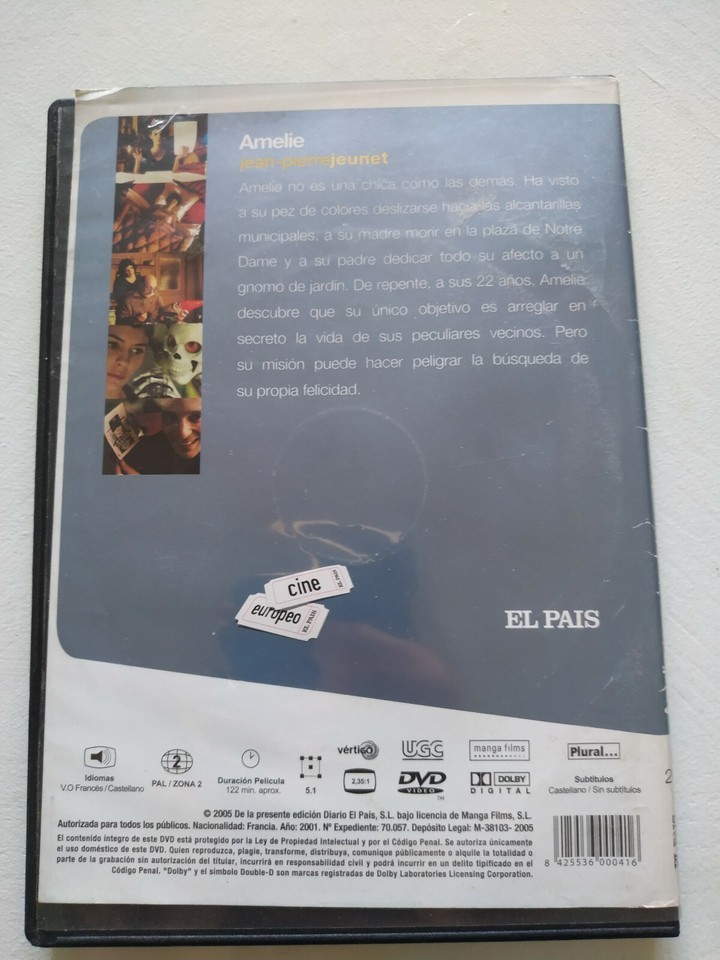 Amelie
jean-pierrejeunet
Amelie no es una chica como las demás. Ha visto
a su pez de colores deslizarse hacia las alcantarillas
municipales, a su madre morir en la plaza de Notre
Dame y a su padre dedicar todo su afecto a un
gnomo de jardín. De repente, a sus 22 años, Amelie
descubre que su único objetivo es arreglar en
secreto la vida de sus peculiares vecinos. Pero
su misión puede hacer peligrar la búsqueda de
su propia felicidad.
cine EL PAIS
europeo EL PAIS
EL PAIS
Idiomas
V.O Francés / Castellano
2
PAL / ZONA 2
Duración Película
122 min. aprox.
5.1
vértigo
2,35:1
UGC
DVD
VIDEO
TM
manga films
DOLBY
DIGITAL
Plural...
Subtítulos
Castellano / Sin subtítulos
2
© 2005 De la presente edición Diario El Pais, S.L. bajo licencia de Manga Films, S.L.
Autorizada para todos los públicos. Nacionalidad: Francia. Año: 2001. Nº Expediente: 70.057. Depósito Legal: M-38103- 2005
El contenido integro de este DVD está protegido por la Ley de Propiedad Intelectual y por el Código Penal. Se autoriza únicamente
el uso doméstico de este DVD. Quien reproduzca, plagie, transforme, distribuya, comunique públicamente o alquile la totalidad o
parte de la grabación sin autorización del titular, incurrirá en responsabilidad civil y podrá incurrir en un delito tipificado en el
Código Penal. "Dolby" y el símbolo Double-D son marcas registradas de Dolby Laboratories Licensing Corporation.
8 425536 000416